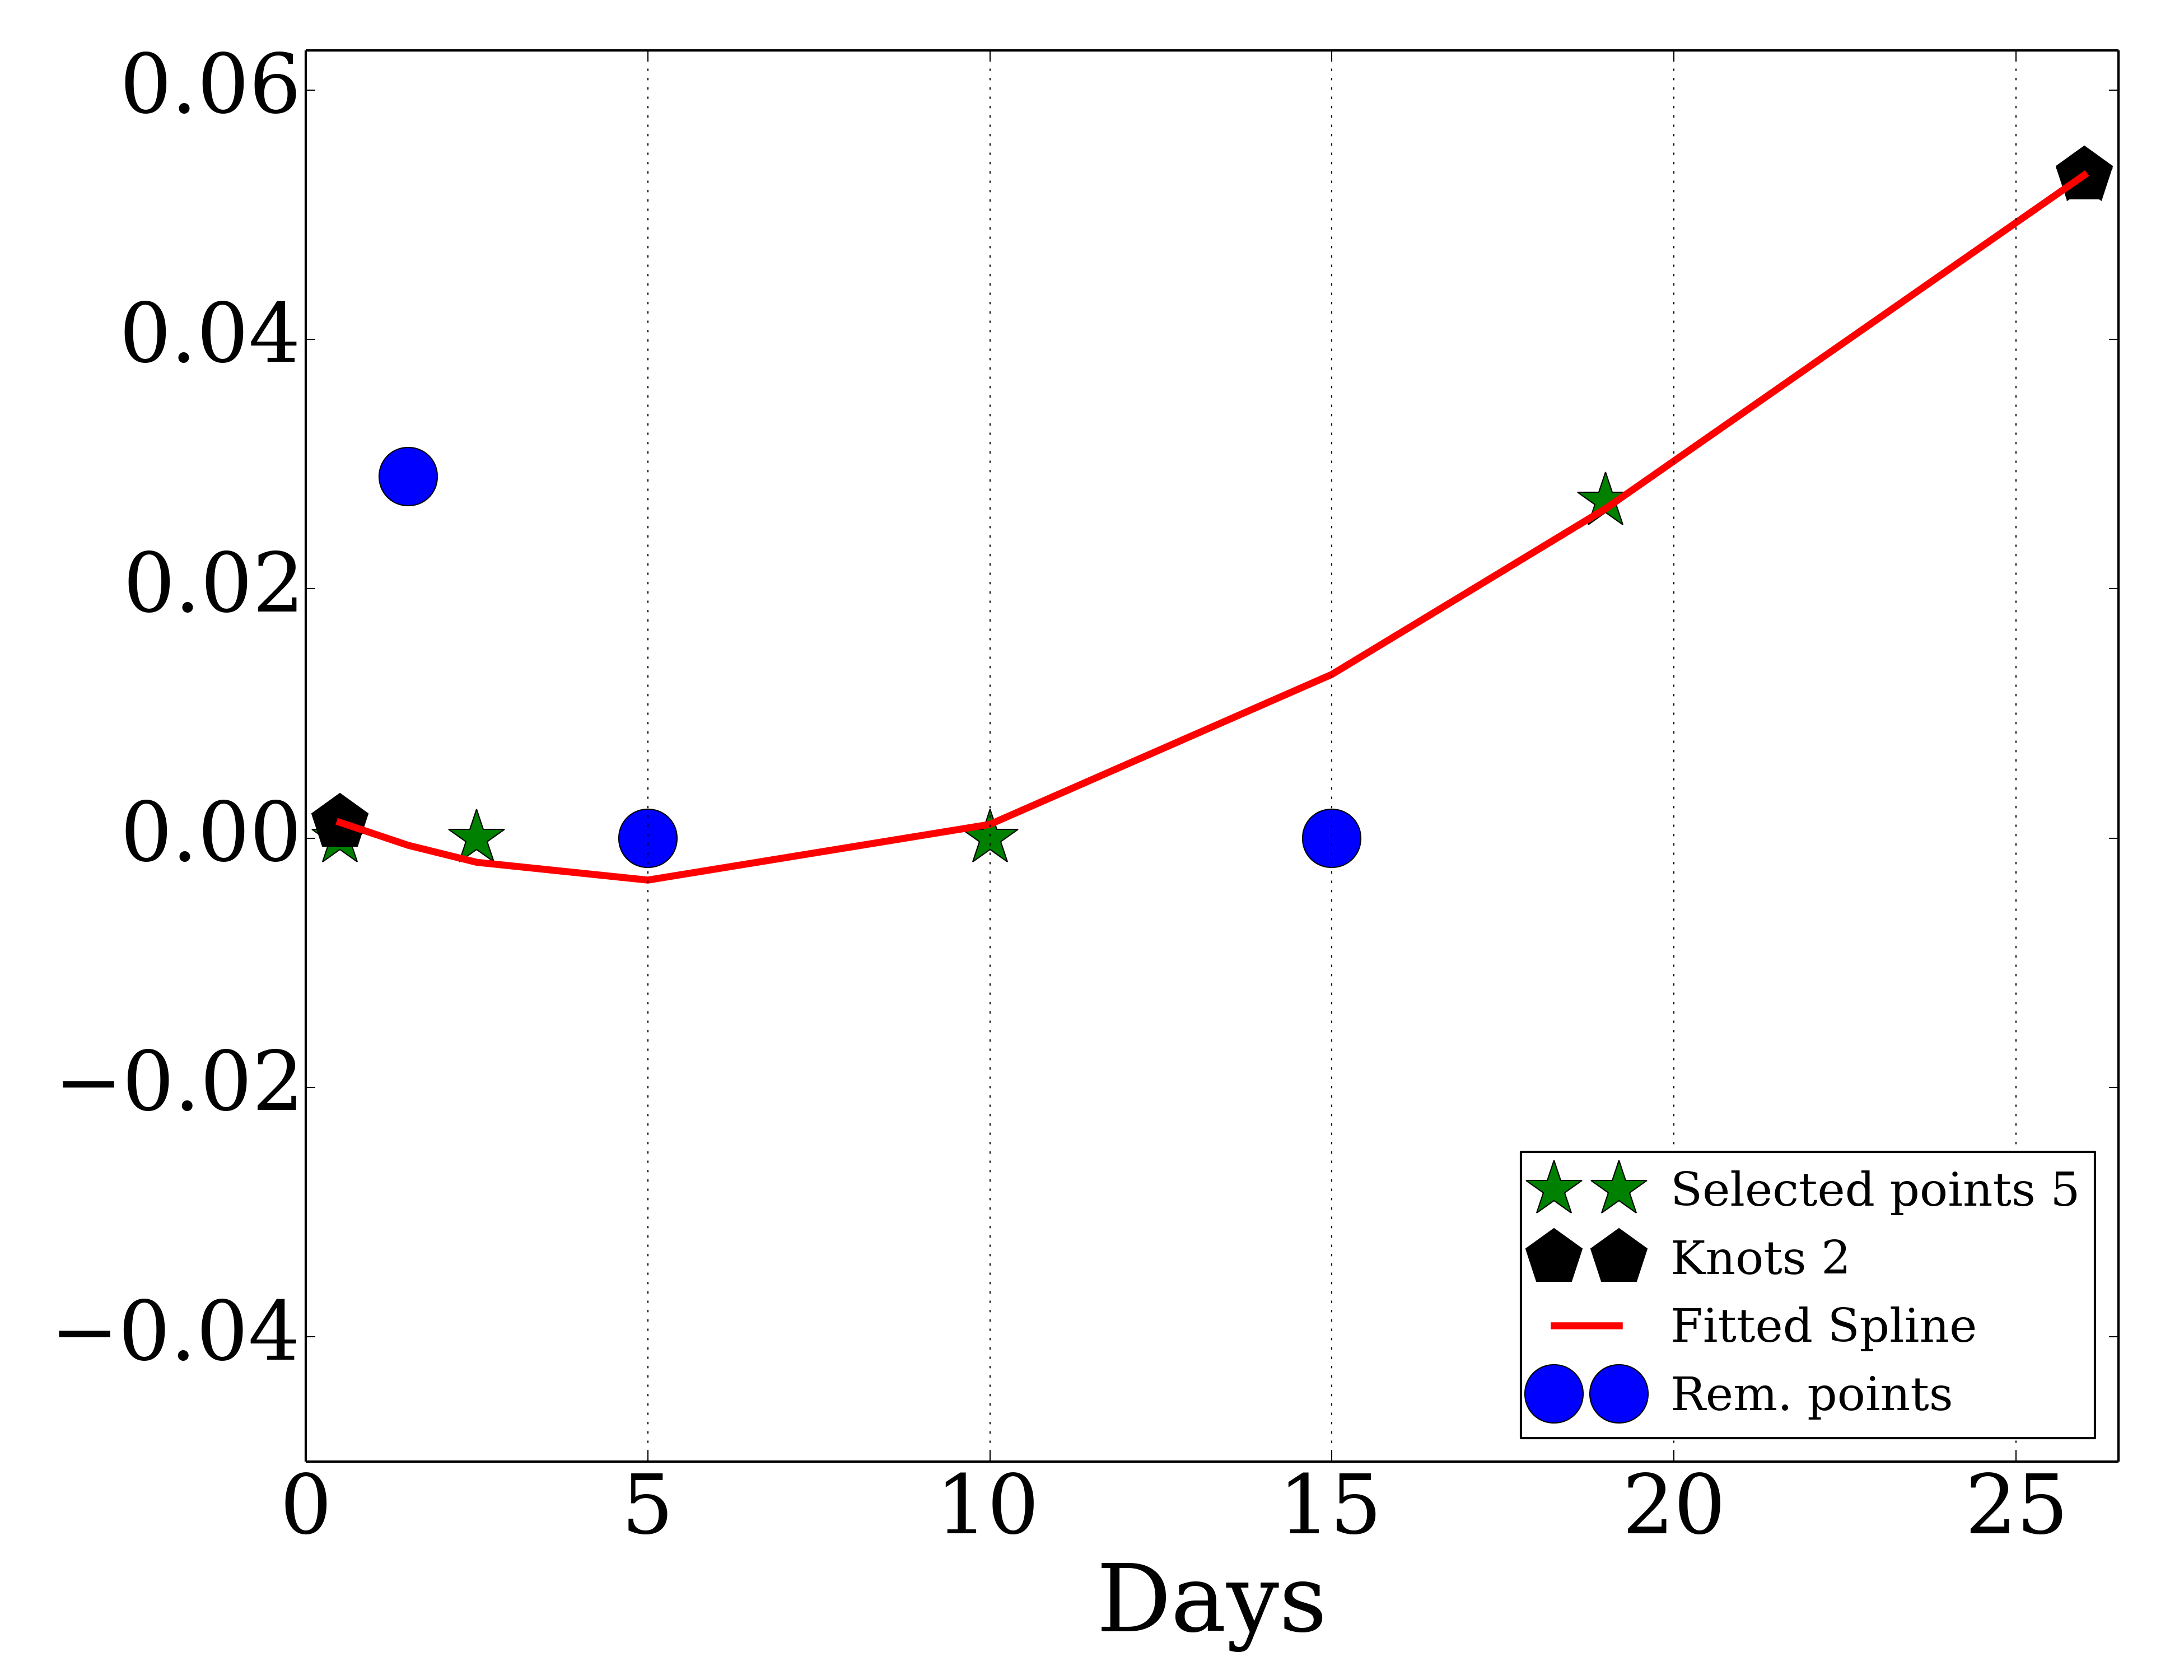 0.06
0.04
0.02
0.00
−0.02
−0.04
Selected points 5
Knots 2
Fitted Spline
Rem. points
0 5 10 15 20 25
Days